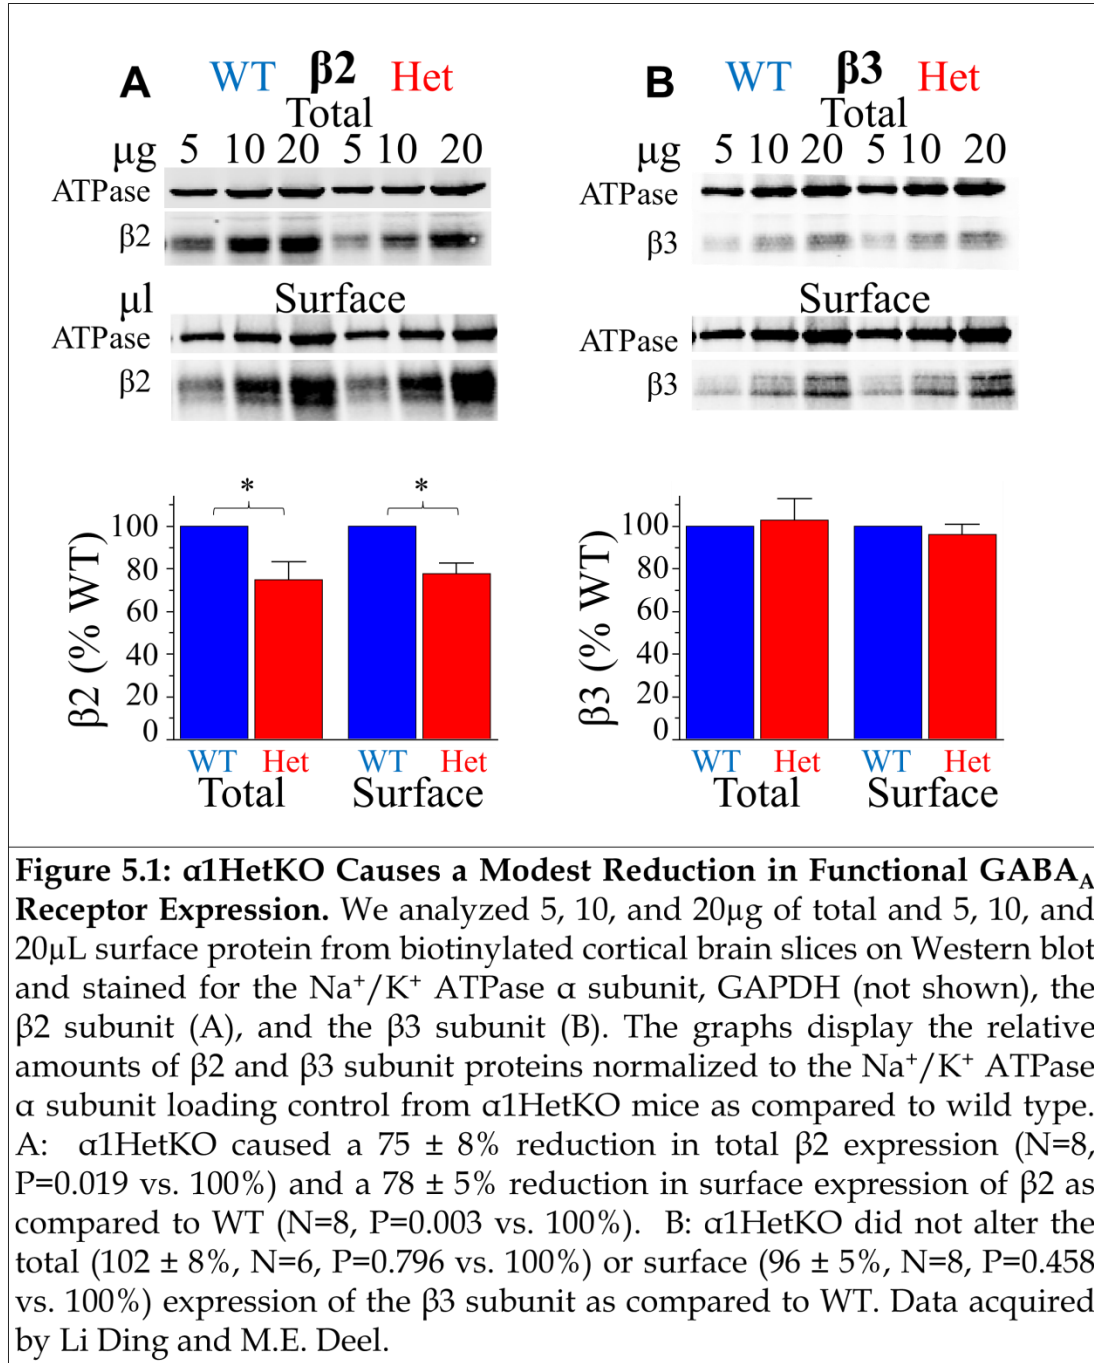 A WT β2 Het
Total
µg 5 10 20 5 10 20
ATPase
β2
µl Surface
ATPase
β2
*
*
β2 (% WT)
100
80
60
40
20
0
WT Het WT Het
Total Surface
B WT β3 Het
Total
µg 5 10 20 5 10 20
ATPase
β3
Surface
ATPase
β3
β3 (% WT)
100
80
60
40
20
0
WT Het WT Het
Total Surface
Figure 5.1: α1HetKO Causes a Modest Reduction in Functional GABA_A
Receptor Expression. We analyzed 5, 10, and 20µg of total and 5, 10, and
20µL surface protein from biotinylated cortical brain slices on Western blot
and stained for the Na⁺/K⁺ ATPase α subunit, GAPDH (not shown), the
β2 subunit (A), and the β3 subunit (B). The graphs display the relative
amounts of β2 and β3 subunit proteins normalized to the Na⁺/K⁺ ATPase
α subunit loading control from α1HetKO mice as compared to wild type.
A: α1HetKO caused a 75 ± 8% reduction in total β2 expression (N=8,
P=0.019 vs. 100%) and a 78 ± 5% reduction in surface expression of β2 as
compared to WT (N=8, P=0.003 vs. 100%). B: α1HetKO did not alter the
total (102 ± 8%, N=6, P=0.796 vs. 100%) or surface (96 ± 5%, N=8, P=0.458
vs. 100%) expression of the β3 subunit as compared to WT. Data acquired
by Li Ding and M.E. Deel.